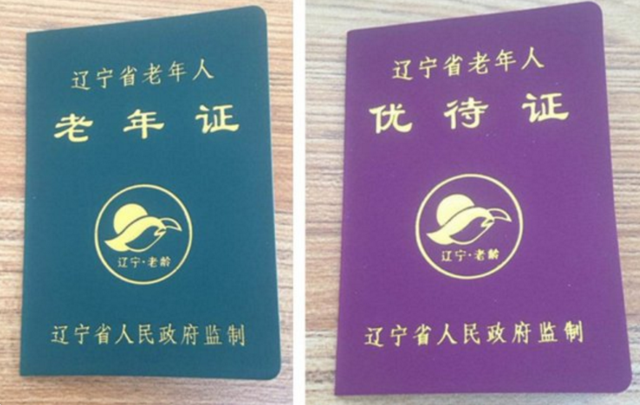 辽宁省老年人
老年证
辽宁·老龄
辽宁省人民政府监制
辽宁省老年人
优待证
辽宁·老龄
辽宁省人民政府监制